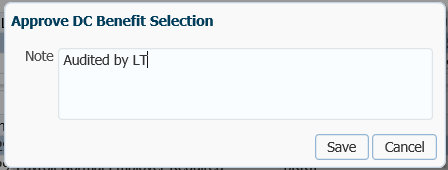 Approve DC Benefit Selection
Note
Audited by LT
Save
Cancel